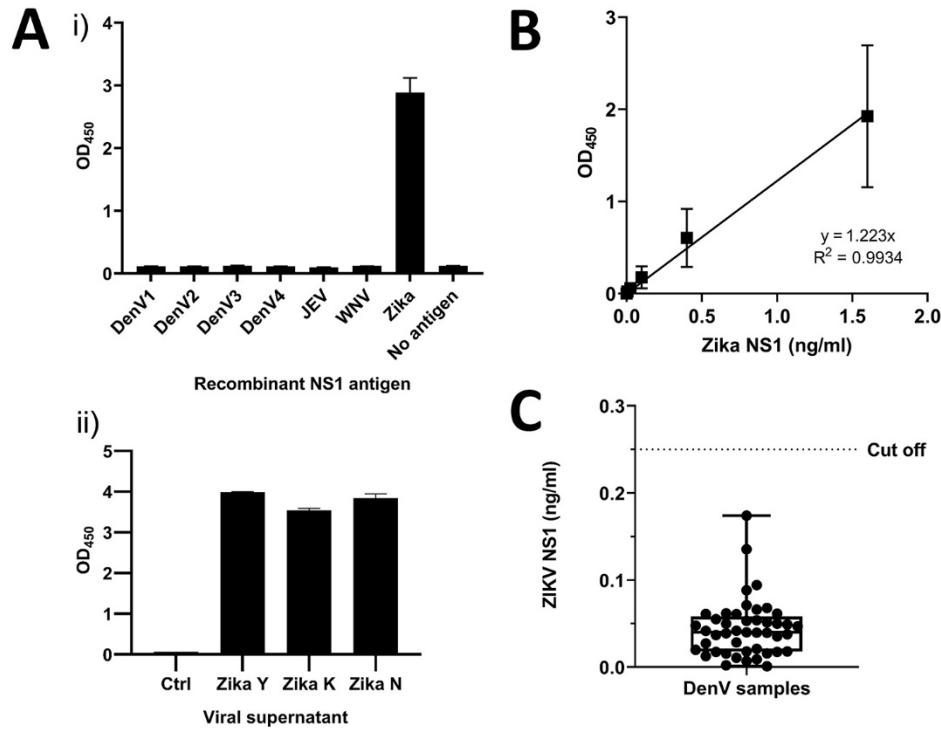 A
i)
4
3
2
1
0
OD450
DenV1
DenV2
DenV3
DenV4
JEV
WNV
Zika
No antigen
Recombinant NS1 antigen
ii)
5
4
3
2
1
0
OD450
Ctrl
Zika Y
Zika K
Zika N
Viral supernatant
B
3
2
1
0
OD450
y = 1.223x
R² = 0.9934
0.0
0.5
1.0
1.5
2.0
Zika NS1 (ng/ml)
C
0.3
0.2
0.1
0.0
ZIKV NS1 (ng/ml)
Cut off
DenV samples